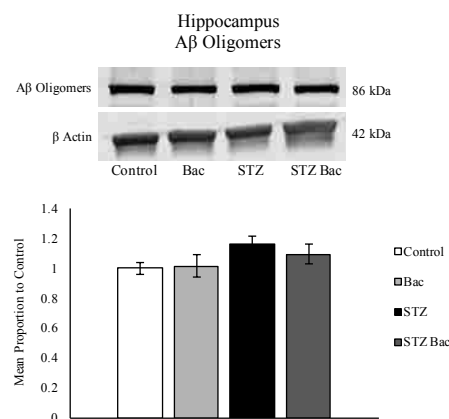 Hippocampus
Aβ Oligomers
Aβ Oligomers
86 kDa
β Actin
42 kDa
Control Bac STZ STZ Bac
Mean Proportion to Control
1.4
1.2
1
0.8
0.6
0.4
0.2
0
Control
Bac
STZ
STZ Bac